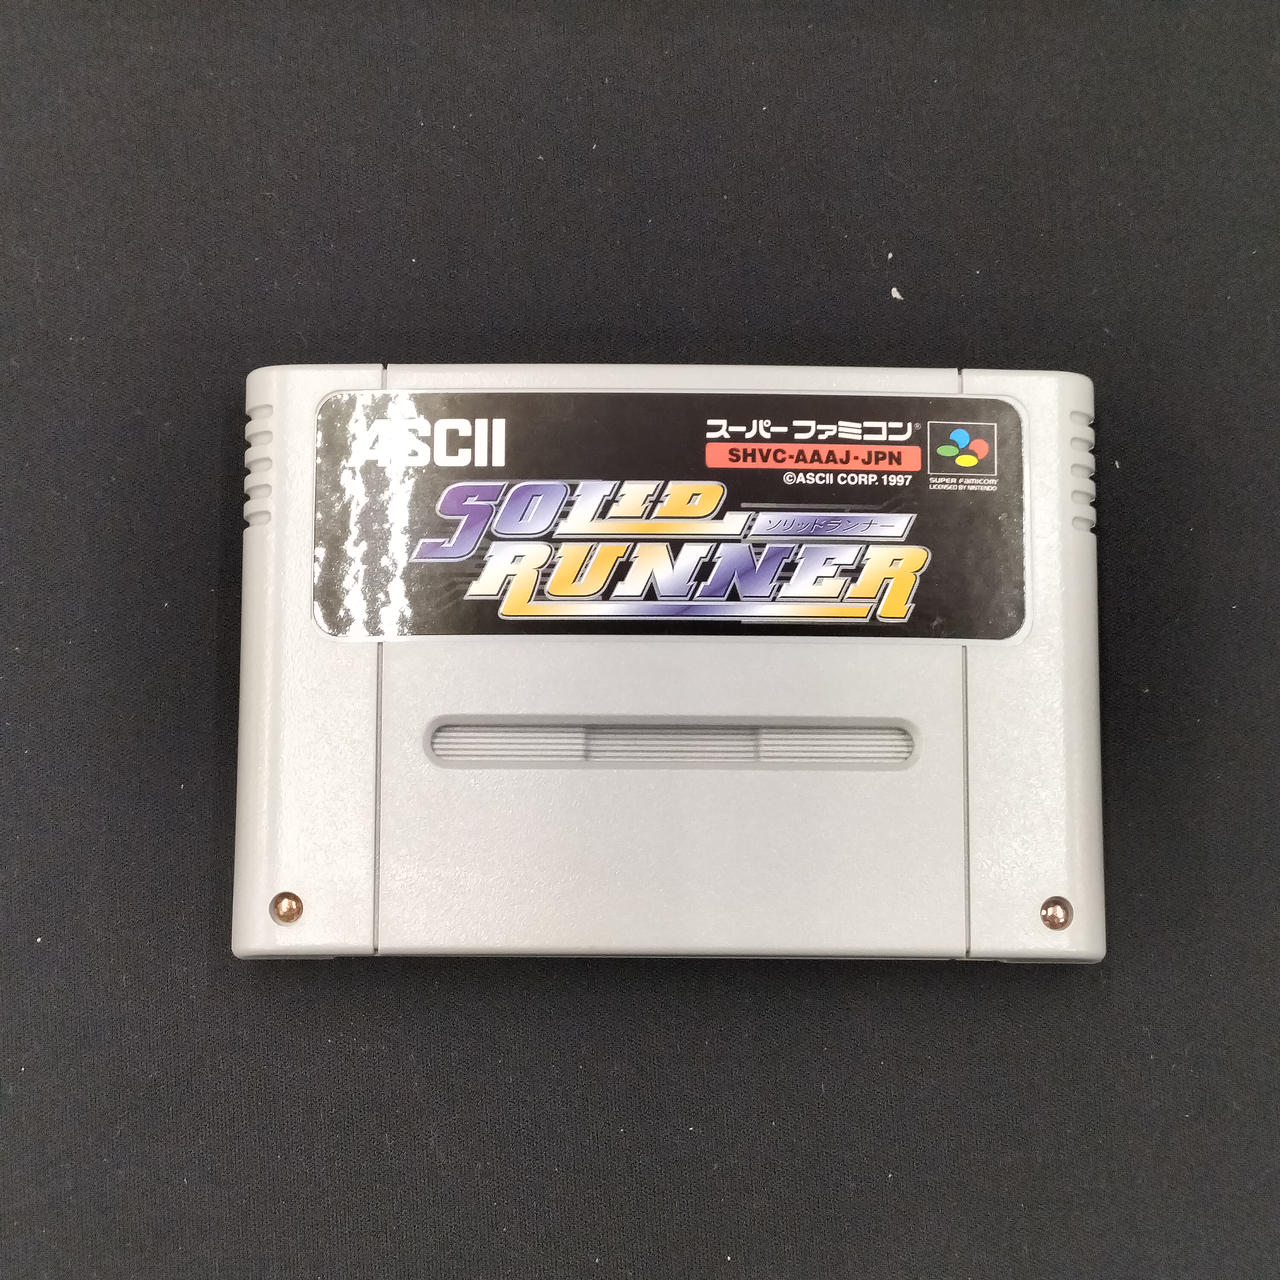 ASCII
スーパーファミコン®
SHVC-AAAJ-JPN
©ASCII CORP. 1997
SUPER FAMICOM
LICENSED BY NINTENDO
SOLID
ソリッドランナー
RUNNER